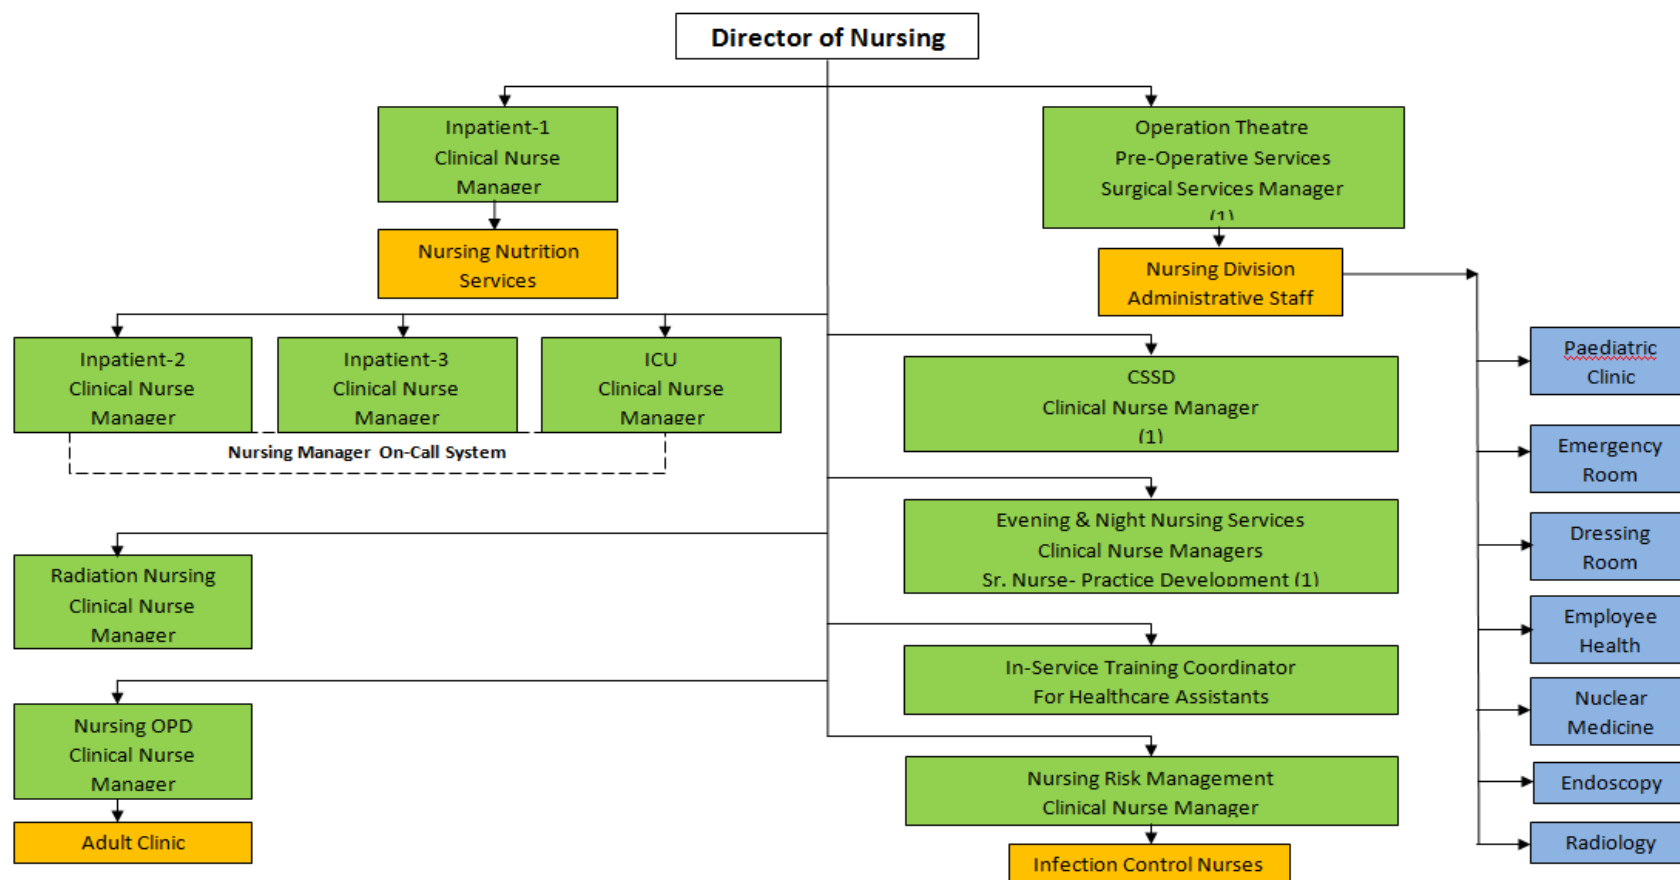 Director of Nursing
Inpatient-1
Clinical Nurse
Manager
Operation Theatre
Pre-Operative Services
Surgical Services Manager
(1)
Nursing Nutrition
Services
Nursing Division
Administrative Staff
Inpatient-2
Clinical Nurse
Manager
Inpatient-3
Clinical Nurse
Manager
ICU
Clinical Nurse
Manager
Nursing Manager On-Call System
CSSD
Clinical Nurse Manager
(1)
Evening & Night Nursing Services
Clinical Nurse Managers
Sr. Nurse- Practice Development (1)
Radiation Nursing
Clinical Nurse
Manager
In-Service Training Coordinator
For Healthcare Assistants
Nursing OPD
Clinical Nurse
Manager
Adult Clinic
Nursing Risk Management
Clinical Nurse Manager
Infection Control Nurses
Paediatric
Clinic
Emergency
Room
Dressing
Room
Employee
Health
Nuclear
Medicine
Endoscopy
Radiology